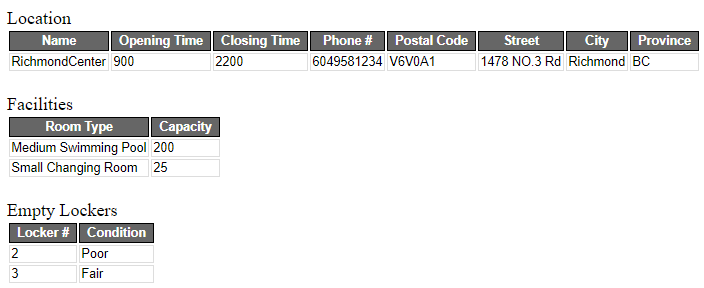 Location
Name Opening Time Closing Time Phone # Postal Code Street City Province
RichmondCenter 900 2200 6049581234 V6V0A1 1478 NO.3 Rd Richmond BC
Facilities
Room Type Capacity
Medium Swimming Pool 200
Small Changing Room 25
Empty Lockers
Locker # Condition
2 Poor
3 Fair